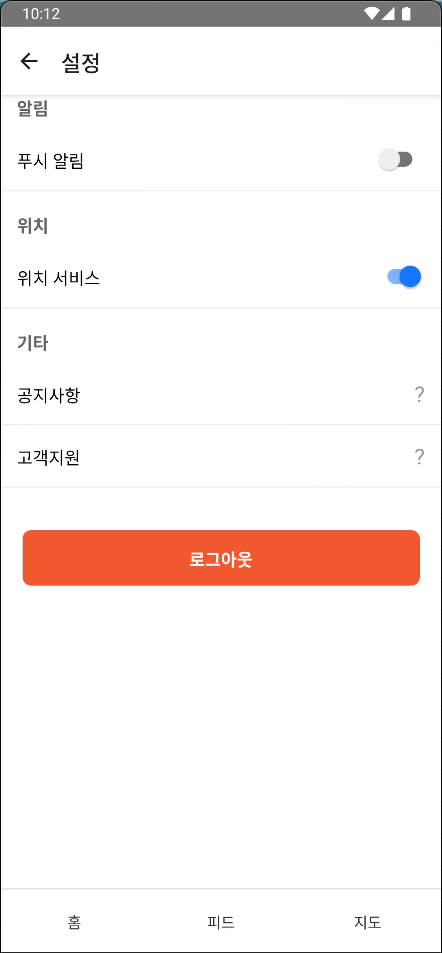 10:12
설정
알림
푸시 알림
위치
위치 서비스
기타
공지사항 ?
고객지원 ?
로그아웃
홈 피드 지도